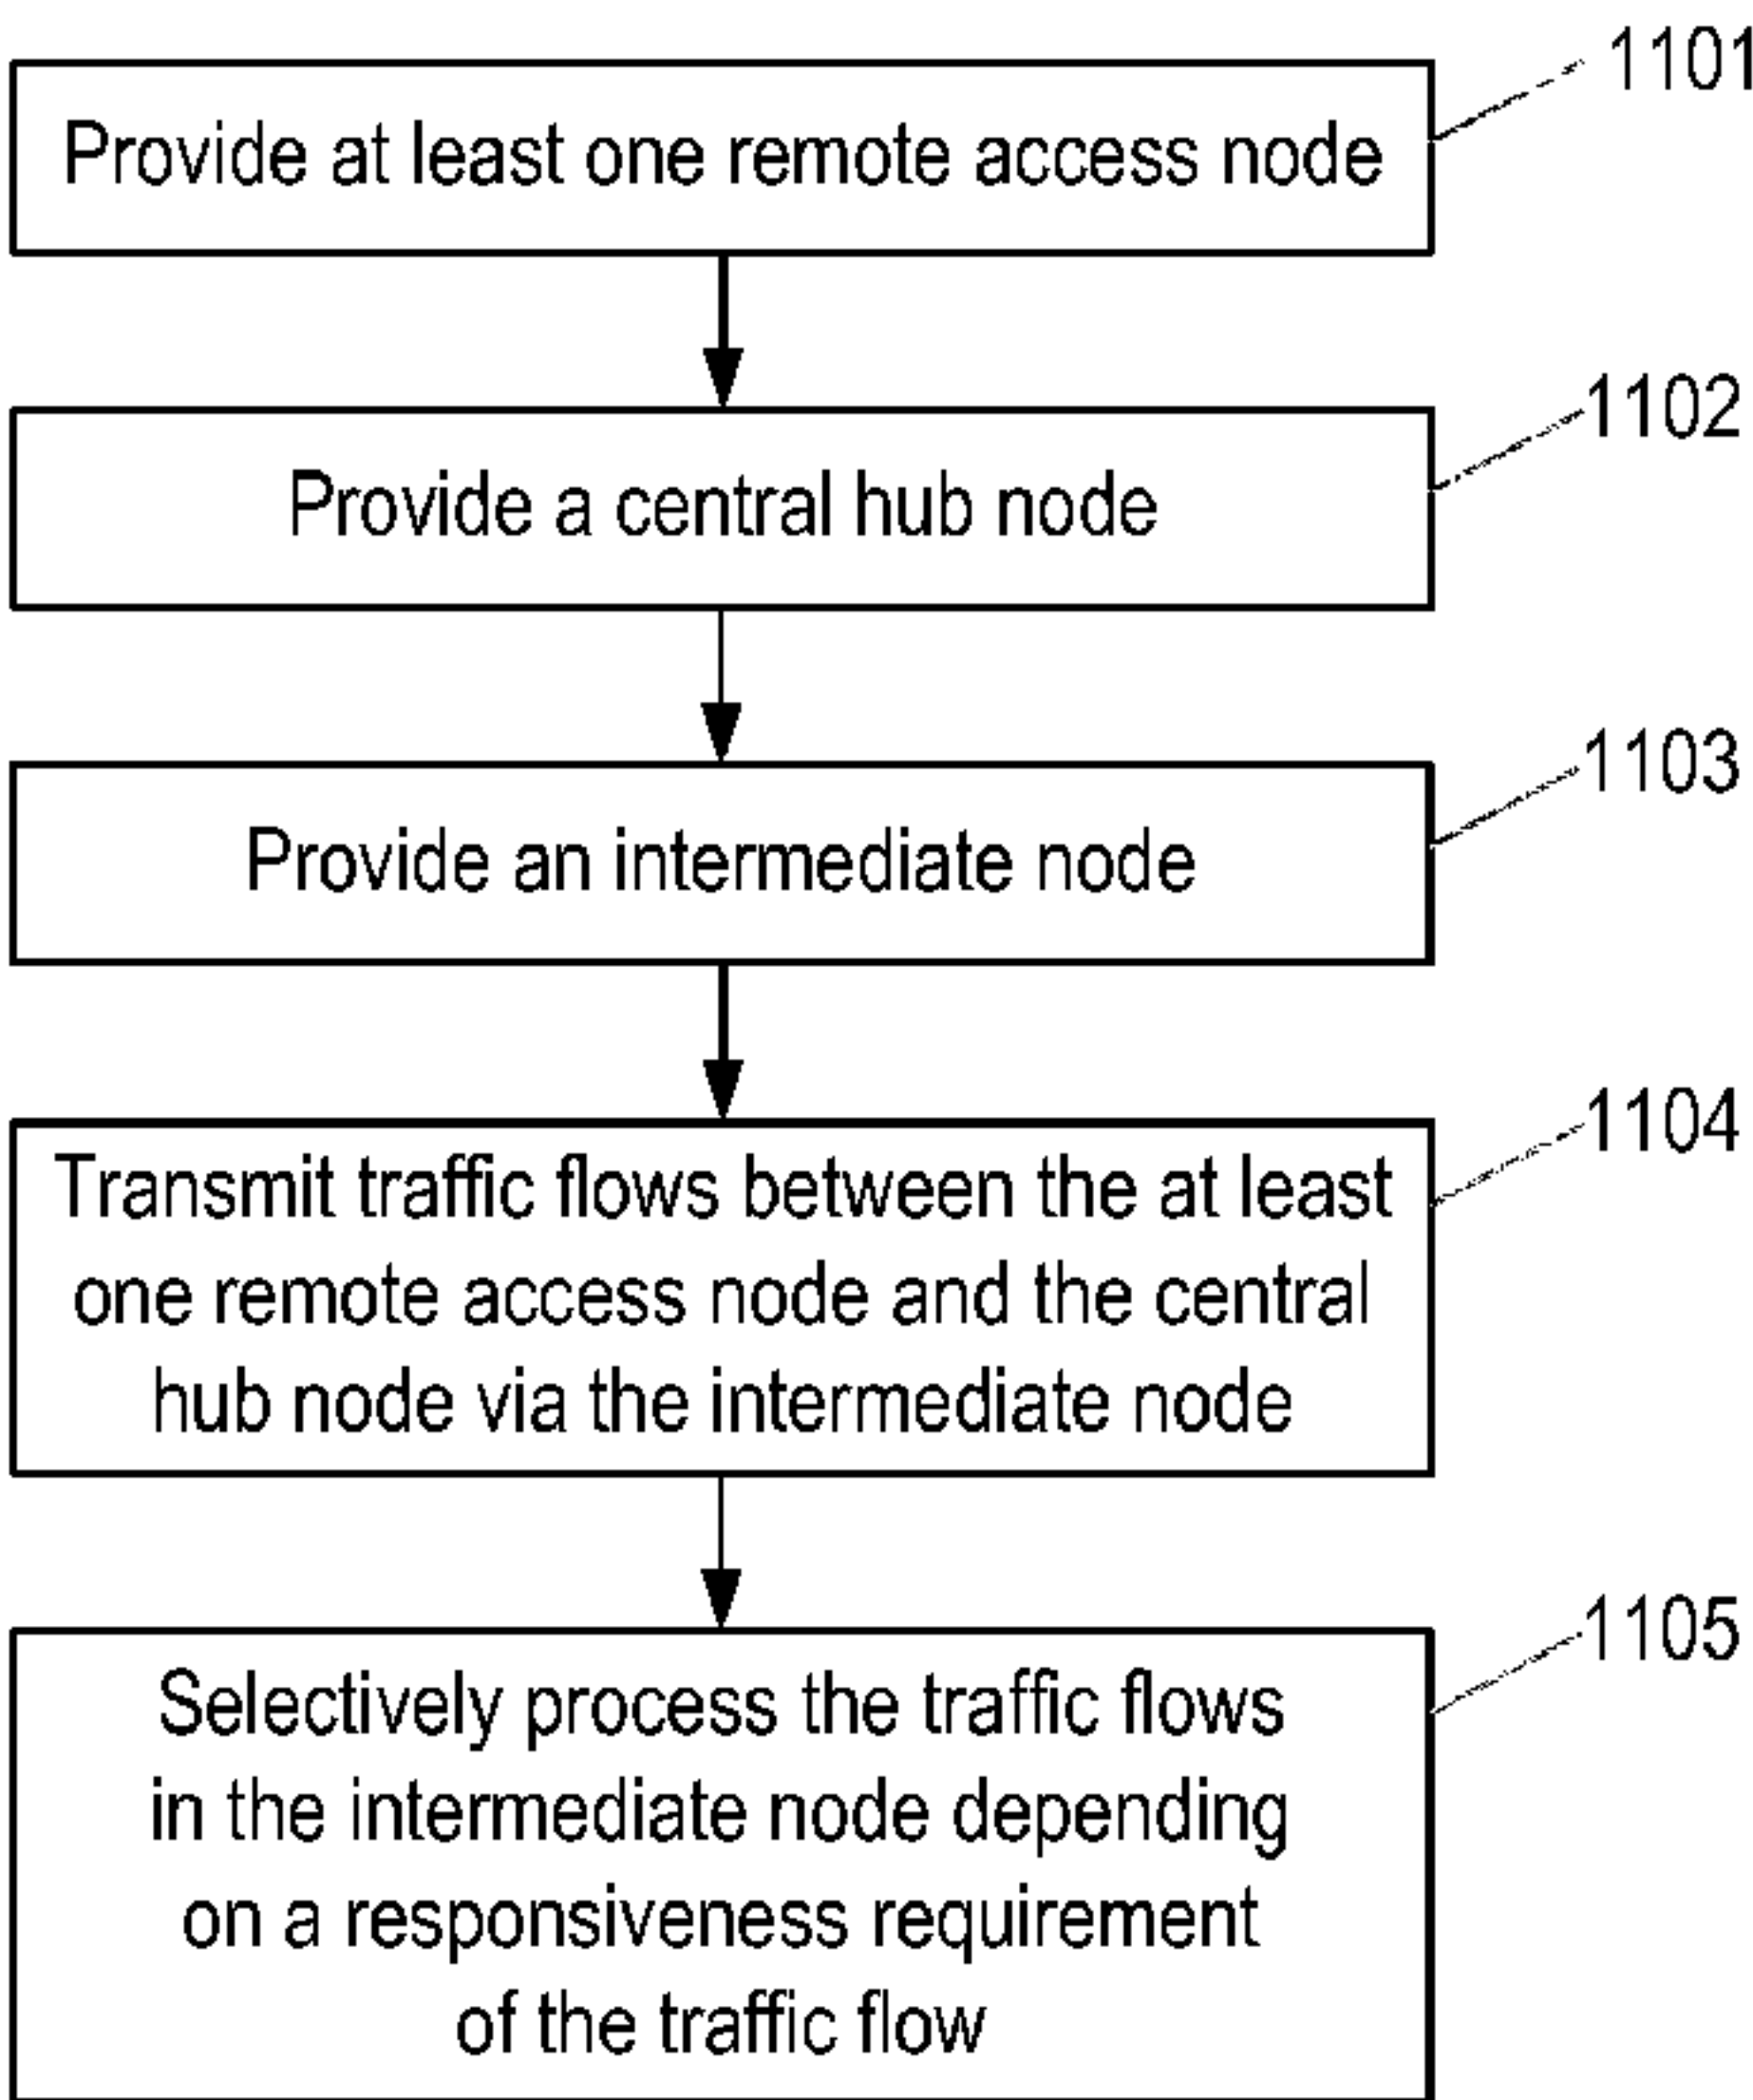 1101
Provide at least one remote access node
1102
Provide a central hub node
1103
Provide an intermediate node
1104
Transmit traffic flows between the at least
one remote access node and the central
hub node via the intermediate node
1105
Selectively process the traffic flows
in the intermediate node depending
on a responsiveness requirement
of the traffic flow